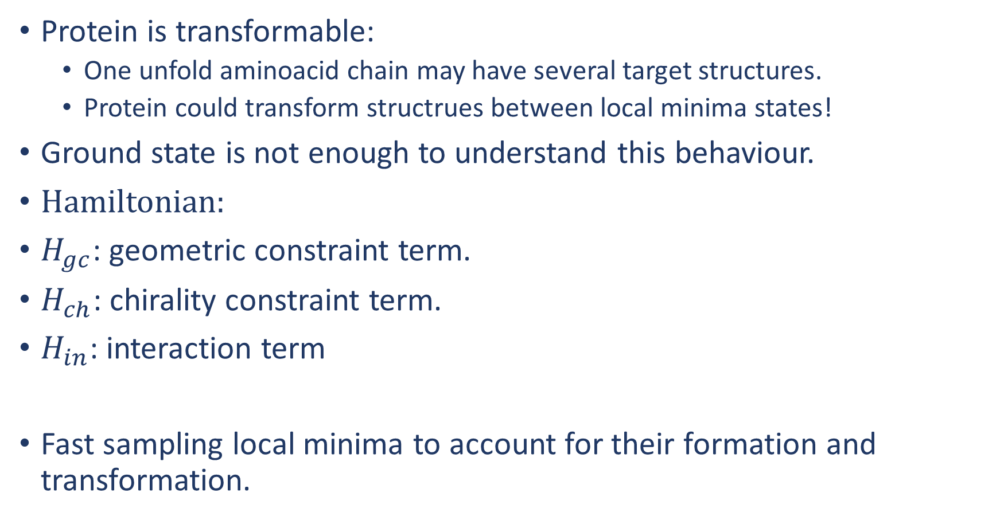 • Protein is transformable:
• One unfold aminoacid chain may have several target structures.
• Protein could transform structrues between local minima states!
• Ground state is not enough to understand this behaviour.
• Hamiltonian:
• H_{gc}: geometric constraint term.
• H_{ch}: chirality constraint term.
• H_{in}: interaction term
• Fast sampling local minima to account for their formation and
transformation.